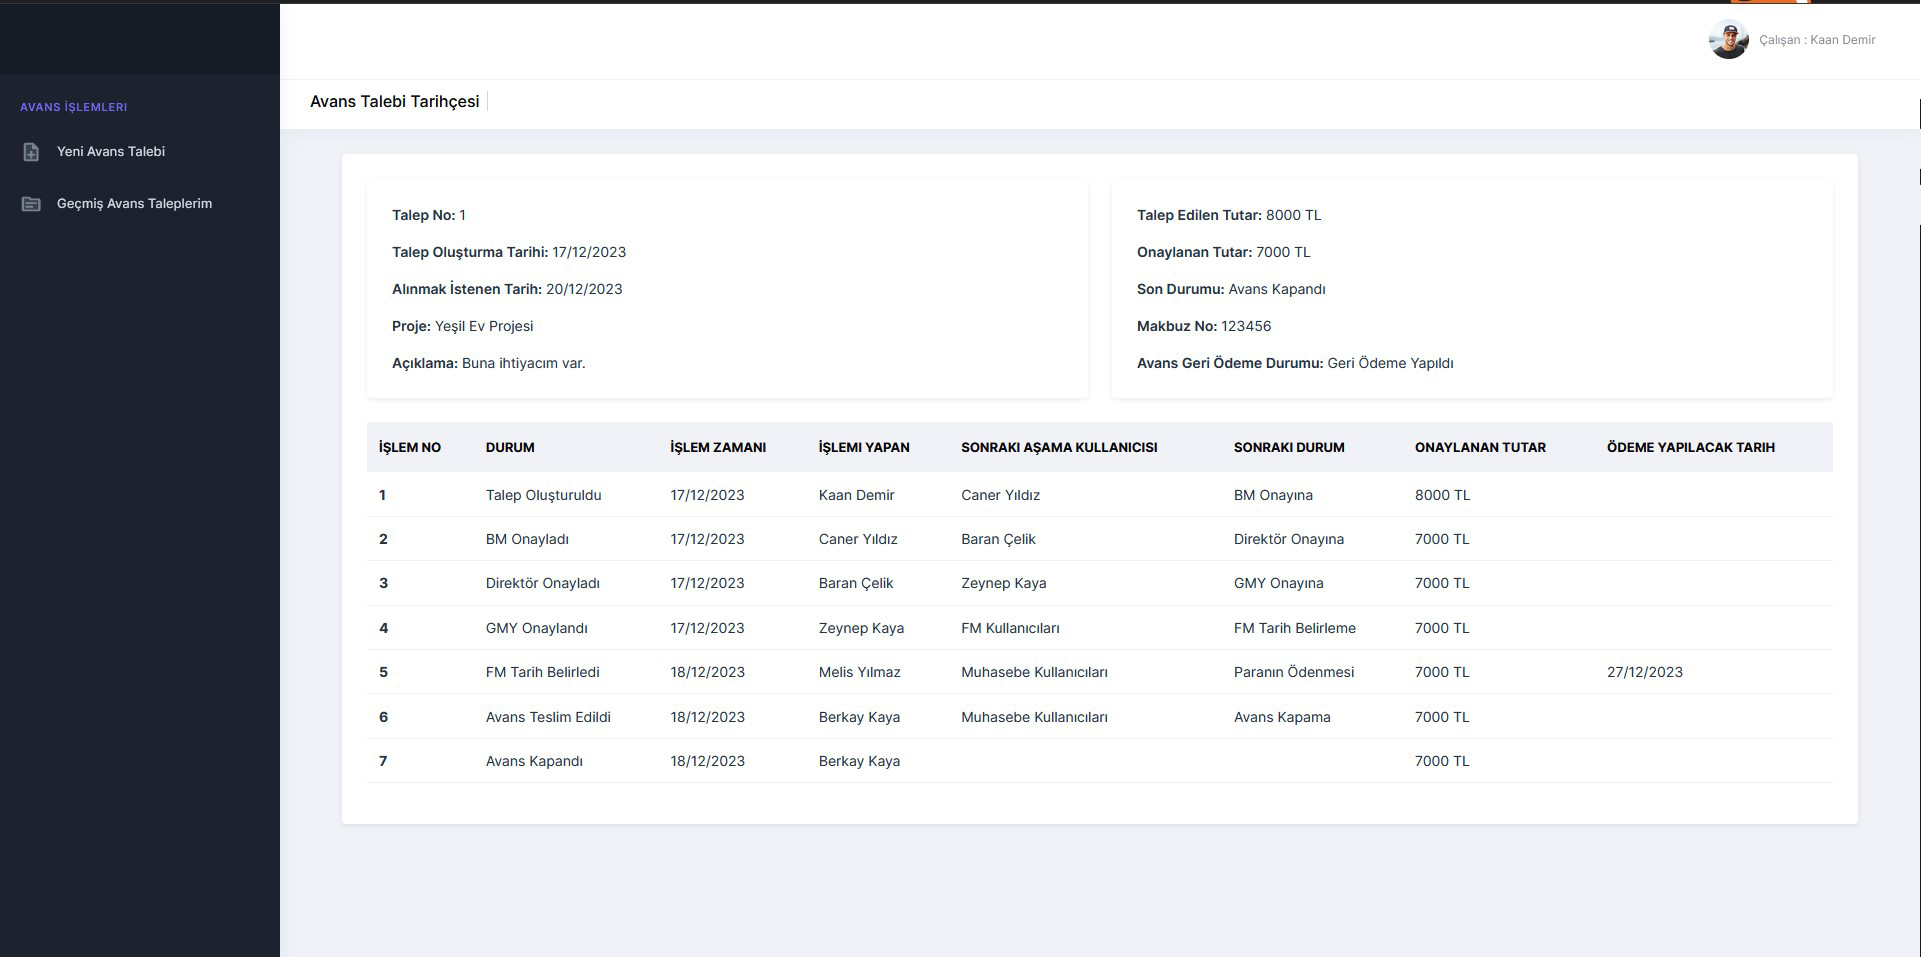 Çalışan : Kaan Demir
AVANS İŞLEMLERI
Yeni Avans Talebi
Geçmiş Avans Taleplerim
Avans Talebi Tarihçesi
Talep No: 1
Talep Oluşturma Tarihi: 17/12/2023
Alınmak İstenen Tarih: 20/12/2023
Proje: Yeşil Ev Projesi
Açıklama: Buna ihtiyacım var.
Talep Edilen Tutar: 8000 TL
Onaylanan Tutar: 7000 TL
Son Durumu: Avans Kapandı
Makbuz No: 123456
Avans Geri Ödeme Durumu: Geri Ödeme Yapıldı
İŞLEM NO DURUM İŞLEM ZAMANI İŞLEMI YAPAN SONRAKI AŞAMA KULLANICISI SONRAKI DURUM ONAYLANAN TUTAR ÖDEME YAPILACAK TARIH
1 Talep Oluşturuldu 17/12/2023 Kaan Demir Caner Yıldız BM Onayına 8000 TL
2 BM Onayladı 17/12/2023 Caner Yıldız Baran Çelik Direktör Onayına 7000 TL
3 Direktör Onayladı 17/12/2023 Baran Çelik Zeynep Kaya GMY Onayına 7000 TL
4 GMY Onaylandı 17/12/2023 Zeynep Kaya FM Kullanıcıları FM Tarih Belirleme 7000 TL
5 FM Tarih Belirledi 18/12/2023 Melis Yılmaz Muhasebe Kullanıcıları Paranın Ödenmesi 7000 TL 27/12/2023
6 Avans Teslim Edildi 18/12/2023 Berkay Kaya Muhasebe Kullanıcıları Avans Kapama 7000 TL
7 Avans Kapandı 18/12/2023 Berkay Kaya 7000 TL